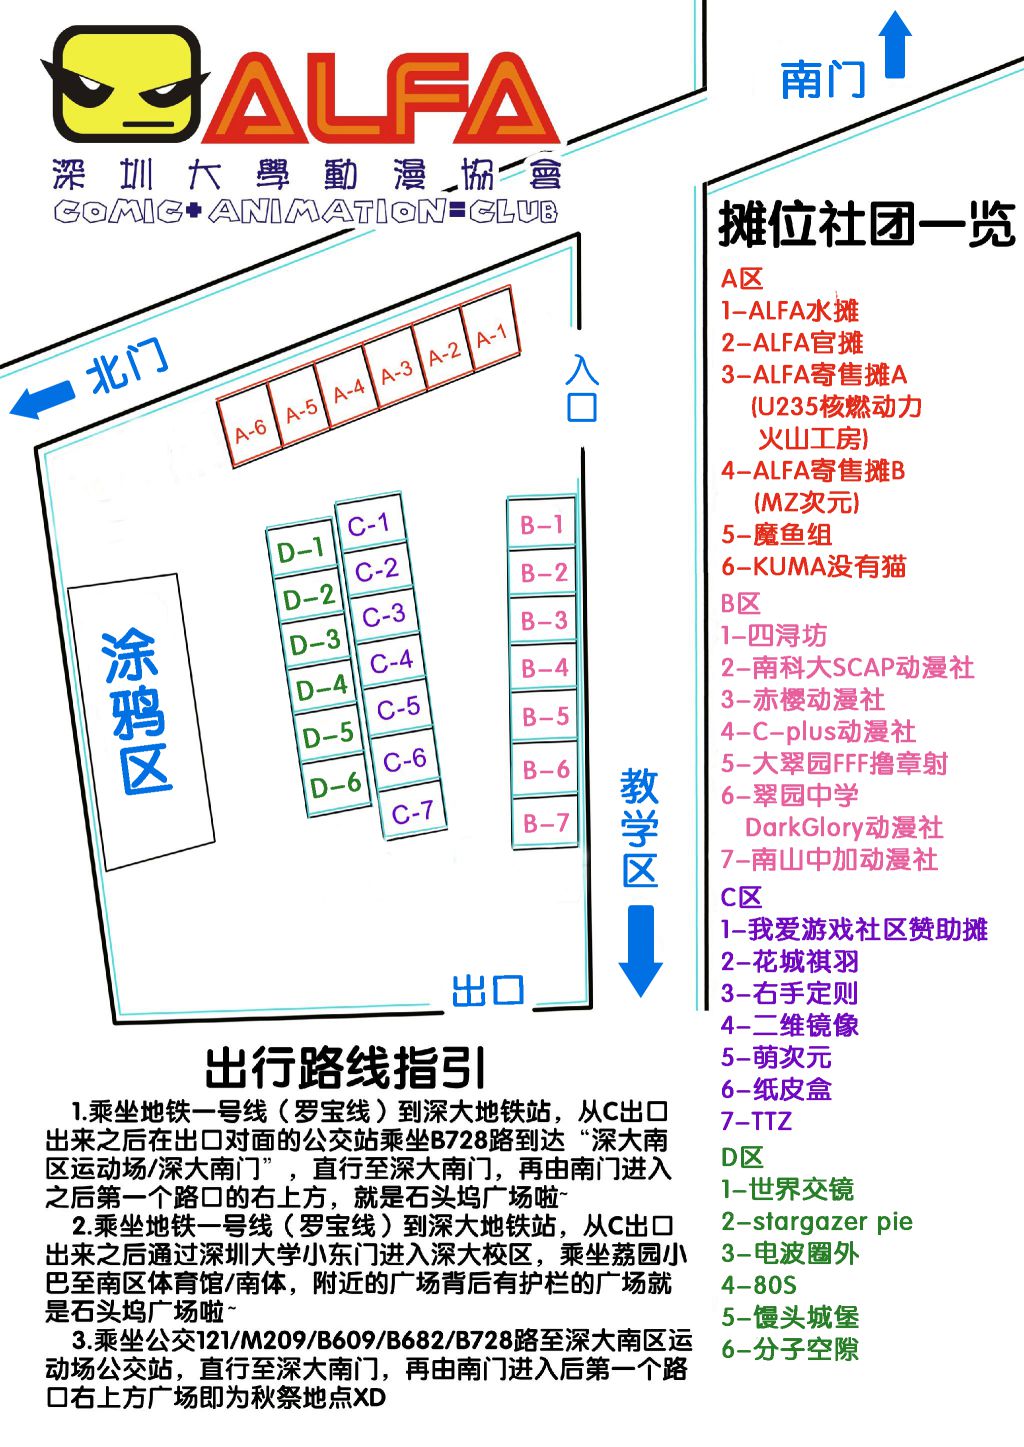 ALFA
深圳大學動漫協會
COMIC+ANIMATION=CLUB
南门
北门
入口
A-1
A-2
A-3
A-4
A-5
A-6
B-1
B-2
B-3
B-4
B-5
B-6
B-7
C-1
C-2
C-3
C-4
C-5
C-6
C-7
D-1
D-2
D-3
D-4
D-5
D-6
涂鸦区
教学区
出口
摊位社团一览
A区
1-ALFA水摊
2-ALFA官摊
3-ALFA寄售摊A
(U235核燃动力
火山工房)
4-ALFA寄售摊B
(MZ次元)
5-魔鱼组
6-KUMA没有猫
B区
1-四浔坊
2-南科大SCAP动漫社
3-赤樱动漫社
4-C-plus动漫社
5-大翠园FFF撸章射
6-翠园中学
DarkGlory动漫社
7-南山中加动漫社
C区
1-我爱游戏社区赞助摊
2-花城祺羽
3-右手定则
4-二维镜像
5-萌次元
6-纸皮盒
7-TTZ
D区
1-世界交镜
2-stargazer pie
3-电波圈外
4-80S
5-馒头城堡
6-分子空隙
出行路线指引
1.乘坐地铁一号线（罗宝线）到深大地铁站，从C出口
出来之后在出口对面的公交站乘坐B728路到达“深大南
区运动场/深大南门”，直行至深大南门，再由南门进入
之后第一个路口的右上方，就是石头坞广场啦~
2.乘坐地铁一号线（罗宝线）到深大地铁站，从C出口
出来之后通过深圳大学小东门进入深大校区，乘坐荔园小
巴至南区体育馆/南体，附近的广场背后有护栏的广场就
是石头坞广场啦~
3.乘坐公交121/M209/B609/B682/B728路至深大南区运
动场公交站，直行至深大南门，再由南门进入后第一个路
口右上方广场即为秋祭地点XD